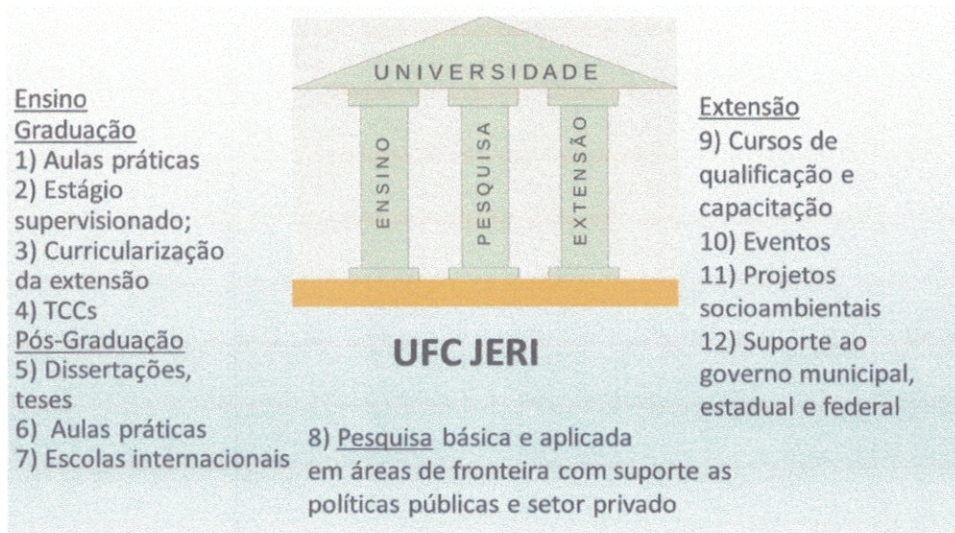 UNIVERSIDADE
ENSINO
PESQUISA
EXTENSÃO
Ensino
Graduação
1) Aulas práticas
2) Estágio
supervisionado;
3) Curricularização
da extensão
4) TCCs
Pós-Graduação
5) Dissertações,
teses
6) Aulas práticas
7) Escolas internacionais
UFC JERI
8) Pesquisa básica e aplicada
em áreas de fronteira com suporte as
políticas públicas e setor privado
Extensão
9) Cursos de
qualificação e
capacitação
10) Eventos
11) Projetos
socioambientais
12) Suporte ao
governo municipal,
estadual e federal